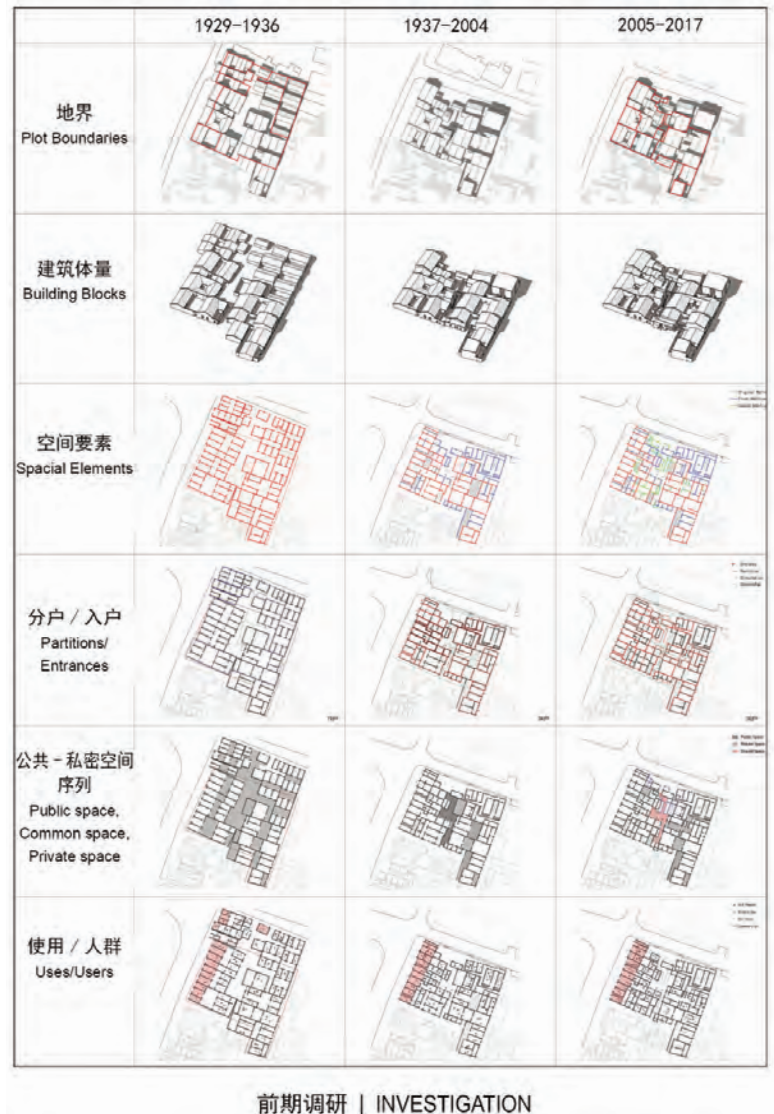 1929-1936
1937-2004
2005-2017
地界
Plot Boundaries
建筑体量
Building Blocks
空间要素
Spacial Elements
分户 / 入户
Partitions/
Entrances
公共 - 私密空间
序列
Public space,
Common space,
Private space
使用 / 人群
Uses/Users
前期调研 | INVESTIGATION